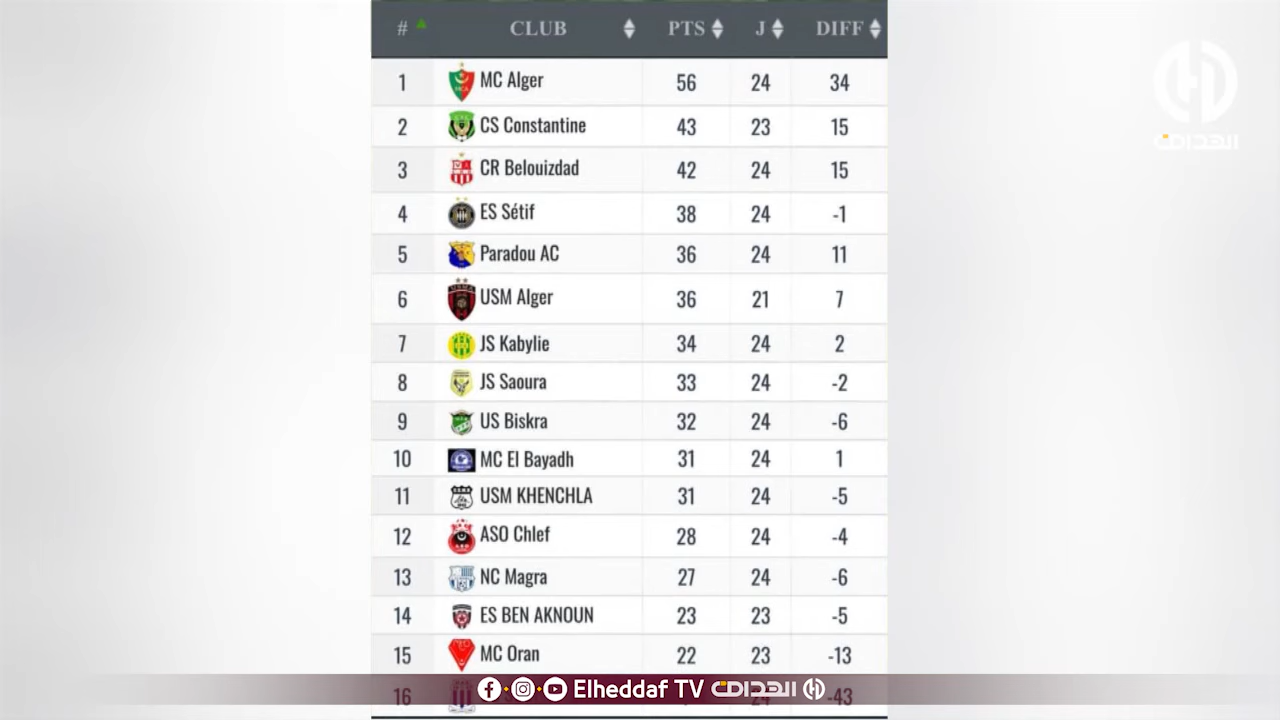 # CLUB PTS J DIFF
1 MC Alger 56 24 34
2 CS Constantine 43 23 15
3 CR Belouizdad 42 24 15
4 ES Sétif 38 24 -1
5 Paradou AC 36 24 11
6 USM Alger 36 21 7
7 JS Kabylie 34 24 2
8 JS Saoura 33 24 -2
9 US Biskra 32 24 -6
10 MC El Bayadh 31 24 1
11 USM KHENCHLA 31 24 -5
12 ASO Chlef 28 24 -4
13 NC Magra 27 24 -6
14 ES BEN AKNOUN 23 23 -5
15 MC Oran 22 23 -13
16 24 -43
Elheddaf TV الهداف
الهداف